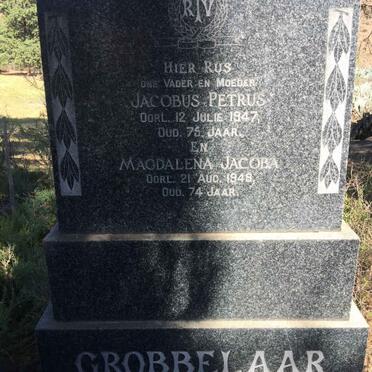 RIV
HIER RUS
ONS VADER EN MOEDER
JACOBUS PETRUS
OORL. 12 JULIE 1947
OUD. 75 JAAR.
EN
MAGDALENA JACOBA
OORL. 21 AUG. 1948
OUD. 74 JAAR.
GROBBELAAR